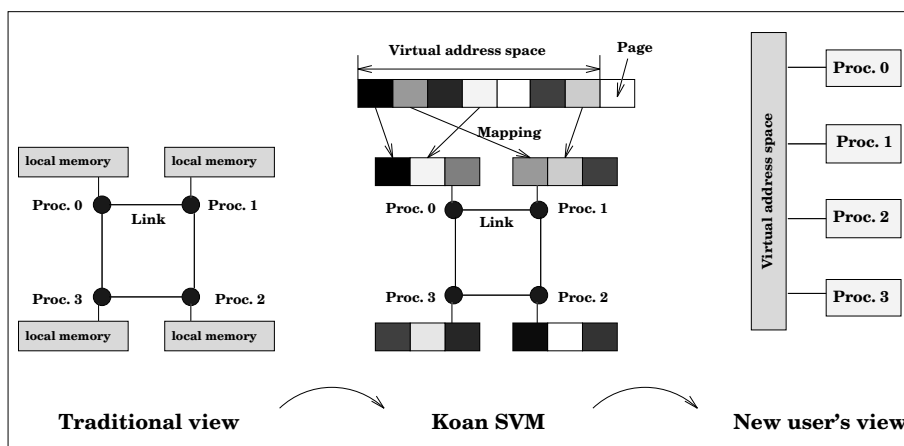 Virtual address space
Page
Mapping
local memory
local memory
Proc. 0
Proc. 1
Link
Proc. 3
Proc. 2
local memory
local memory
Proc. 0
Proc. 1
Link
Proc. 3
Proc. 2
Virtual address space
Proc. 0
Proc. 1
Proc. 2
Proc. 3
Traditional view
Koan SVM
New user's view